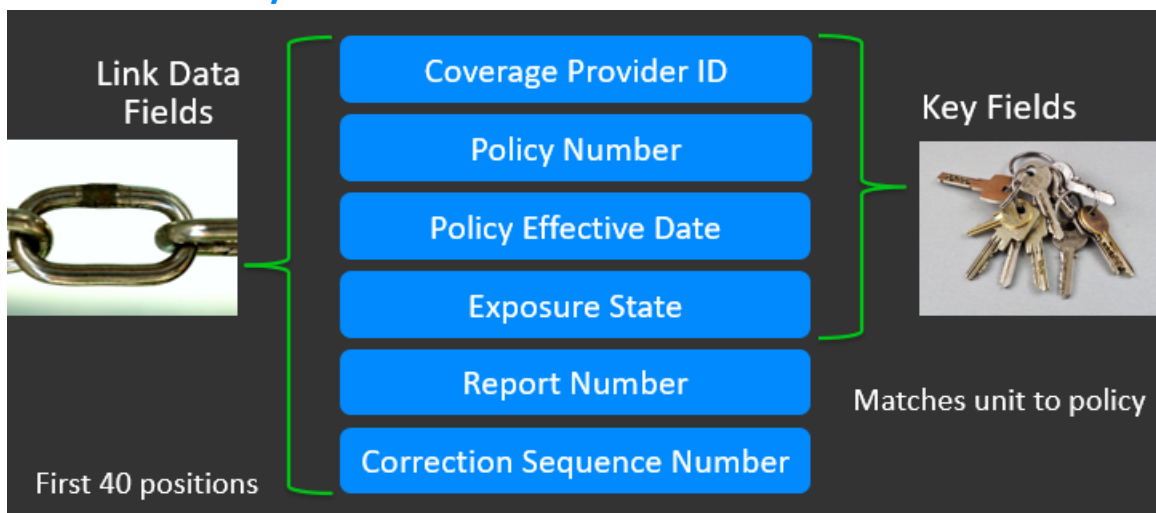 Link Data
Fields
Coverage Provider ID
Policy Number
Policy Effective Date
Exposure State
Report Number
Correction Sequence Number
Key Fields
Matches unit to policy
First 40 positions